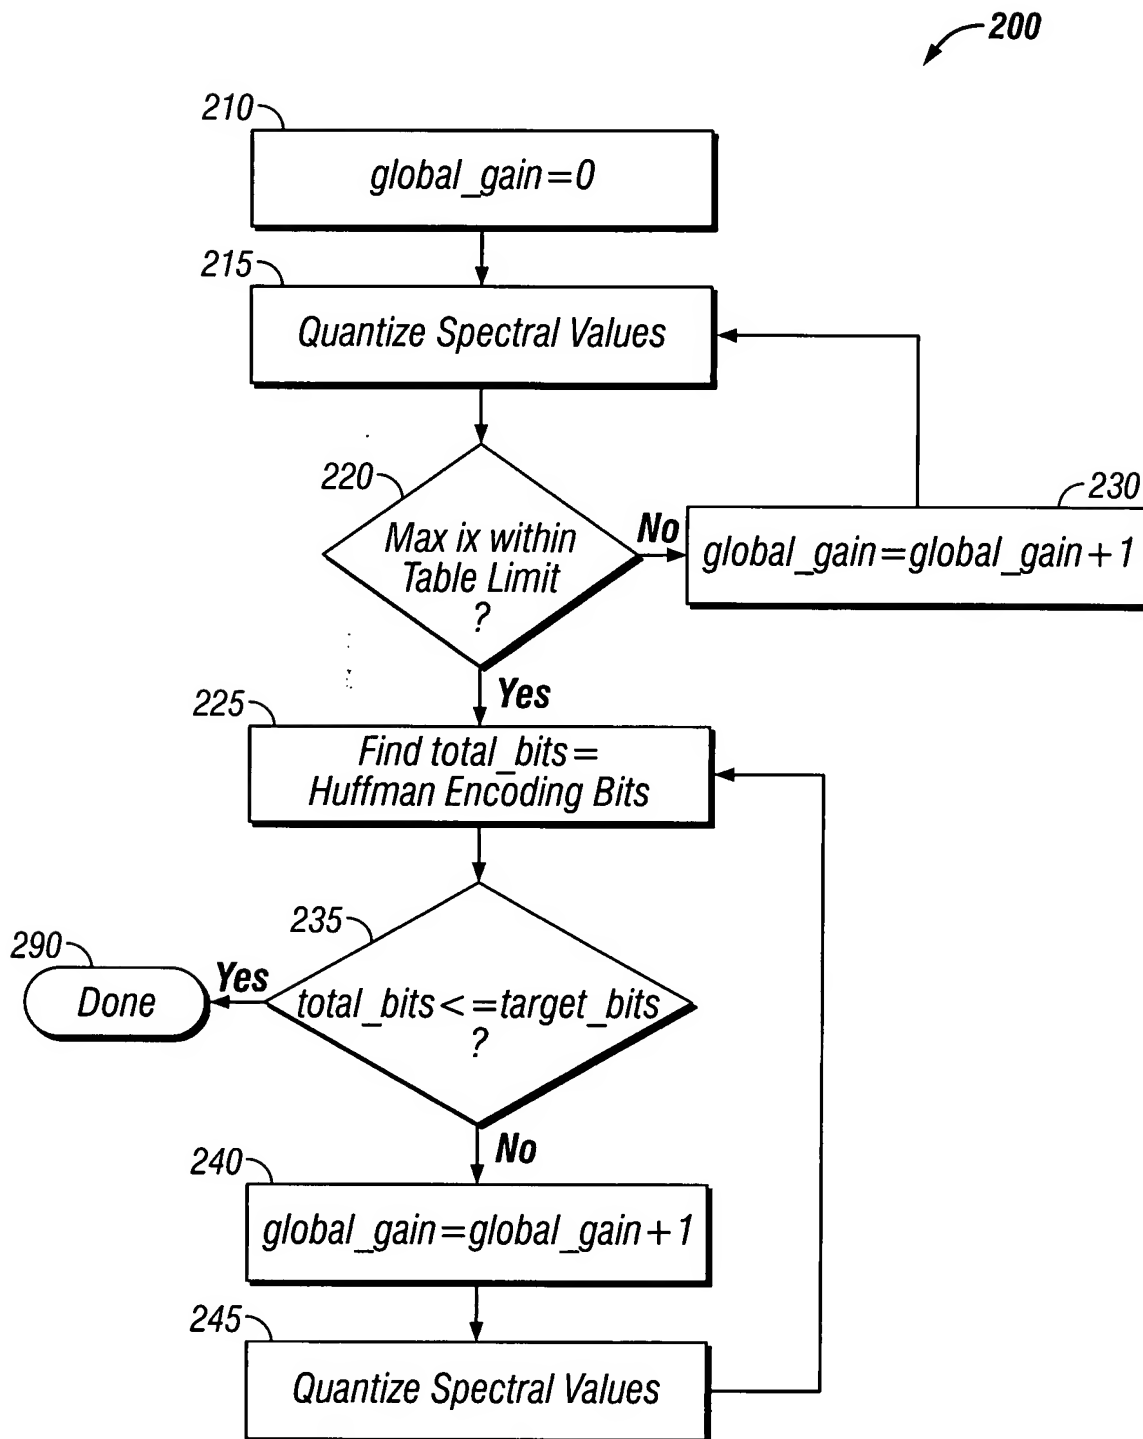 200
210
global_gain=0
215
Quantize Spectral Values
220
Max ix within
Table Limit
?
No
230
global_gain=global_gain+1
Yes
225
Find total_bits=
Huffman Encoding Bits
235
290
Yes
Done
total_bits<=target_bits
?
No
240
global_gain=global_gain+1
245
Quantize Spectral Values